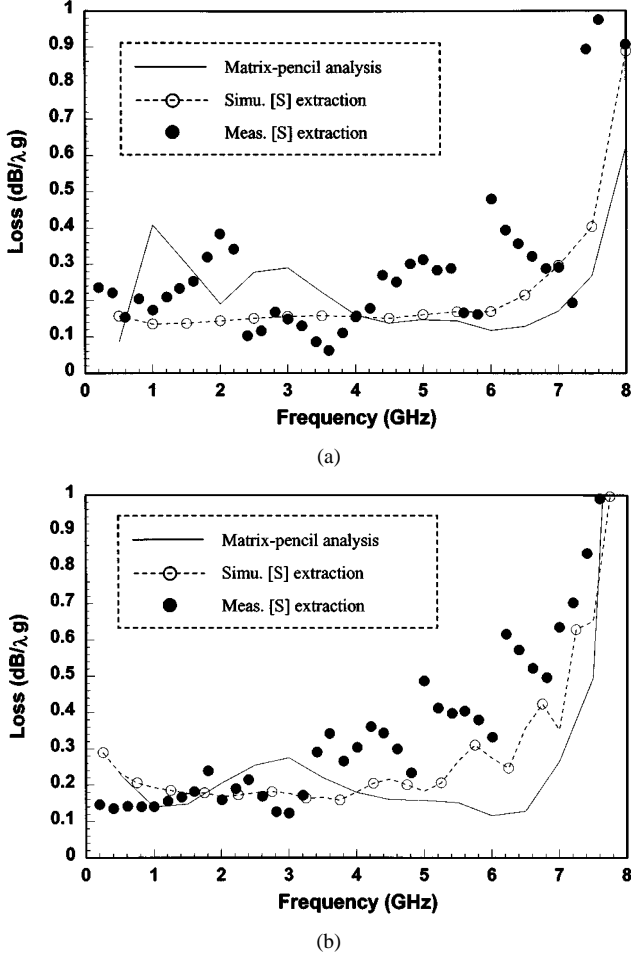 1
0.9
0.8
0.7
0.6
0.5
0.4
0.3
0.2
0.1
0
Loss (dB/λ g)
Matrix-pencil analysis
Simu. [S] extraction
Meas. [S] extraction
0 1 2 3 4 5 6 7 8
Frequency (GHz)
(a)
1
0.9
0.8
0.7
0.6
0.5
0.4
0.3
0.2
0.1
0
Loss (dB/λ g)
Matrix-pencil analysis
Simu. [S] extraction
Meas. [S] extraction
0 1 2 3 4 5 6 7 8
Frequency (GHz)
(b)